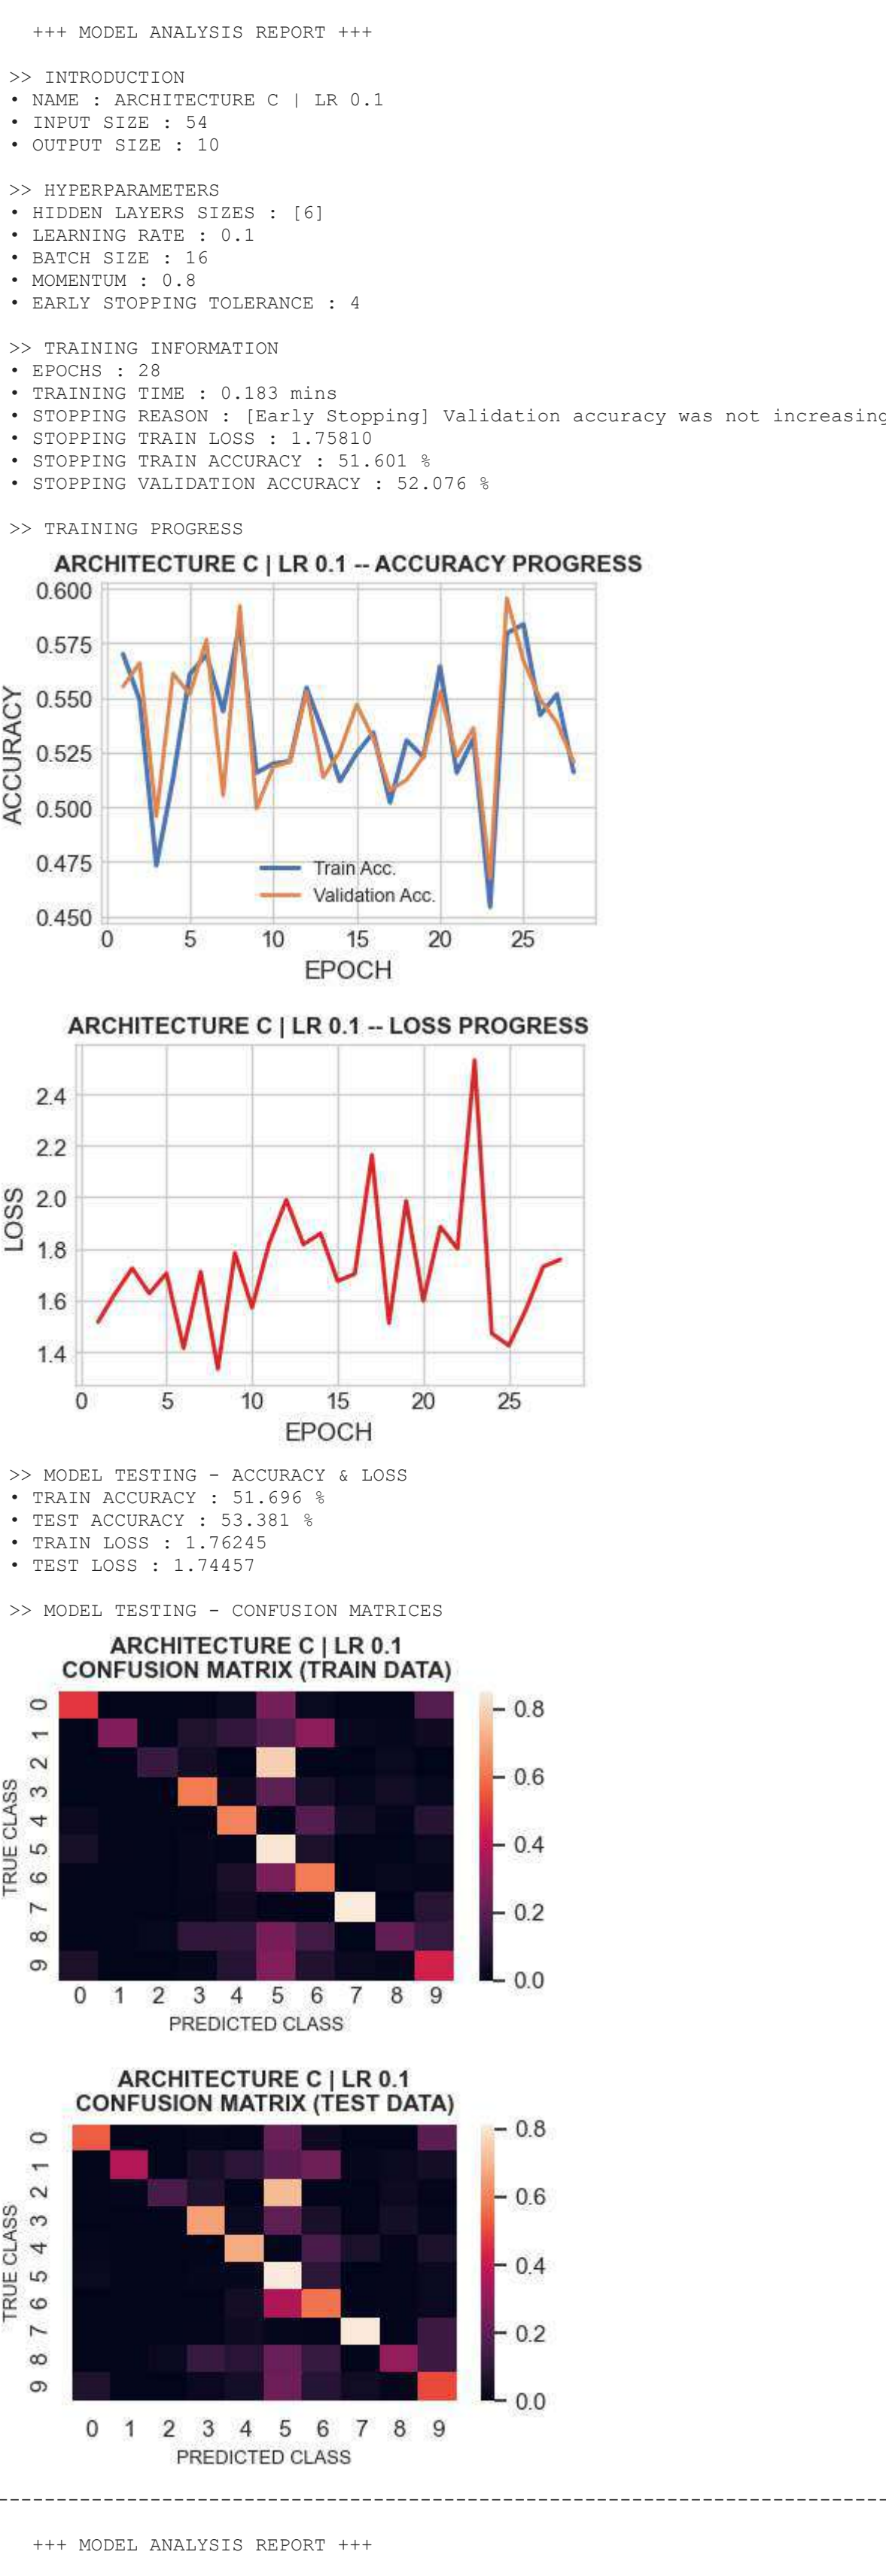 +++ MODEL ANALYSIS REPORT +++
>> INTRODUCTION
• NAME : ARCHITECTURE C | LR 0.1
• INPUT SIZE : 54
• OUTPUT SIZE : 10
>> HYPERPARAMETERS
• HIDDEN LAYERS SIZES : [6]
• LEARNING RATE : 0.1
• BATCH SIZE : 16
• MOMENTUM : 0.8
• EARLY STOPPING TOLERANCE : 4
>> TRAINING INFORMATION
• EPOCHS : 28
• TRAINING TIME : 0.183 mins
• STOPPING REASON : [Early Stopping] Validation accuracy was not increasing
• STOPPING TRAIN LOSS : 1.75810
• STOPPING TRAIN ACCURACY : 51.601 %
• STOPPING VALIDATION ACCURACY : 52.076 %
>> TRAINING PROGRESS
ARCHITECTURE C | LR 0.1 -- ACCURACY PROGRESS
ACCURACY
0.600
0.575
0.550
0.525
0.500
0.475
0.450
Train Acc.
Validation Acc.
0 5 10 15 20 25
EPOCH
ARCHITECTURE C | LR 0.1 -- LOSS PROGRESS
LOSS
2.4
2.2
2.0
1.8
1.6
1.4
0 5 10 15 20 25
EPOCH
>> MODEL TESTING - ACCURACY & LOSS
• TRAIN ACCURACY : 51.696 %
• TEST ACCURACY : 53.381 %
• TRAIN LOSS : 1.76245
• TEST LOSS : 1.74457
>> MODEL TESTING - CONFUSION MATRICES
ARCHITECTURE C | LR 0.1
CONFUSION MATRIX (TRAIN DATA)
TRUE CLASS
0
1
2
3
4
5
6
7
8
9
0.8
0.6
0.4
0.2
0.0
0 1 2 3 4 5 6 7 8 9
PREDICTED CLASS
ARCHITECTURE C | LR 0.1
CONFUSION MATRIX (TEST DATA)
TRUE CLASS
0
1
2
3
4
5
6
7
8
9
0.8
0.6
0.4
0.2
0.0
0 1 2 3 4 5 6 7 8 9
PREDICTED CLASS
+++ MODEL ANALYSIS REPORT +++